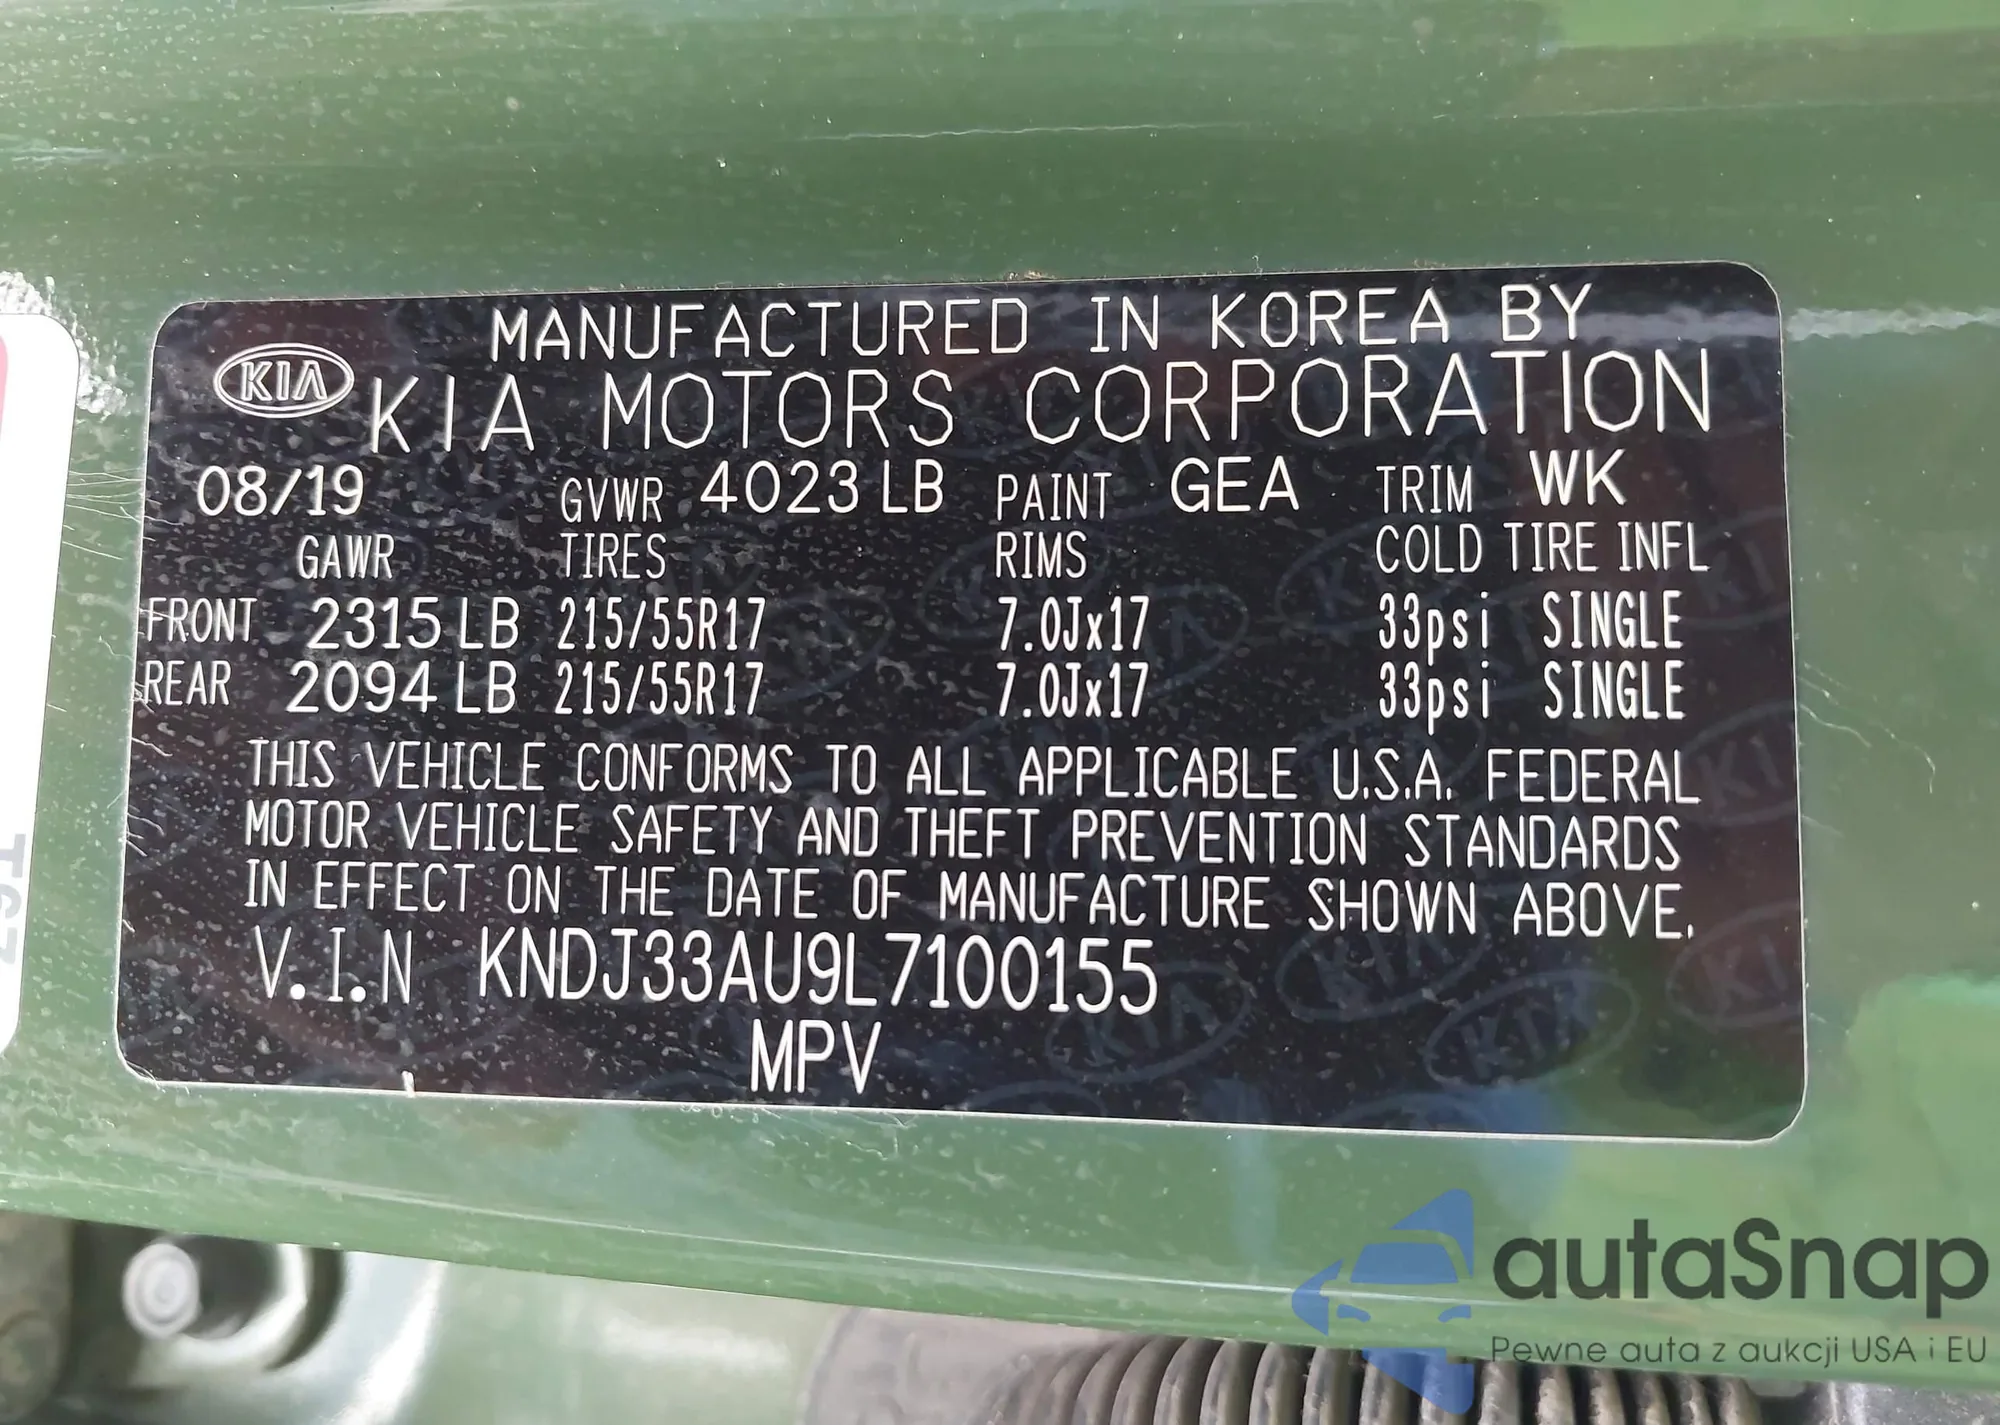 MANUFACTURED IN KOREA BY
KIA KIA MOTORS CORPORATION
08/19 GVWR 4023 LB PAINT GEA TRIM WK
GAWR TIRES RIMS COLD TIRE INFL
FRONT 2315 LB 215/55R17 7.0Jx17 33psi SINGLE
REAR 2094 LB 215/55R17 7.0Jx17 33psi SINGLE
THIS VEHICLE CONFORMS TO ALL APPLICABLE U.S.A. FEDERAL
MOTOR VEHICLE SAFETY AND THEFT PREVENTION STANDARDS
IN EFFECT ON THE DATE OF MANUFACTURE SHOWN ABOVE.
V.I.N KNDJ33AU9L7100155
MPV
autaSnap
Pewne auta z aukcji USA i EU